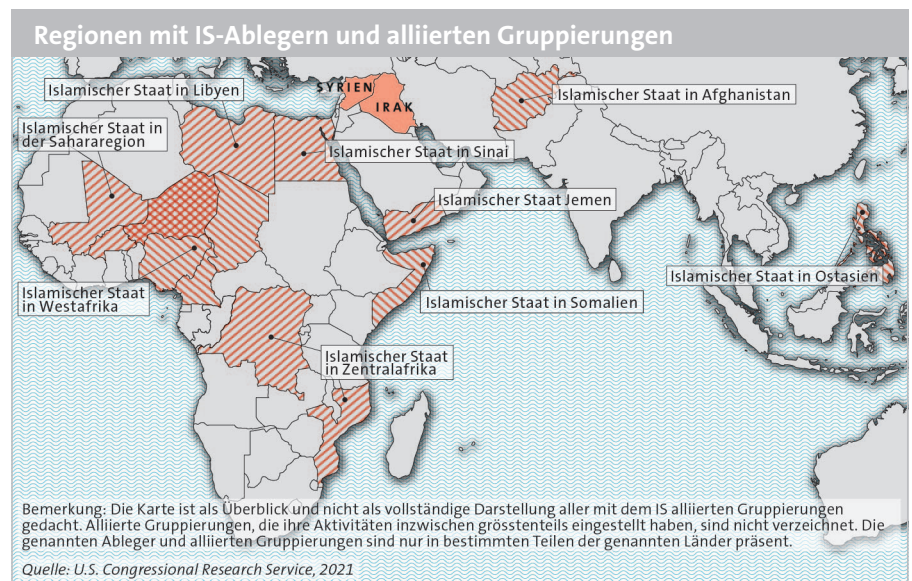 Regionen mit IS-Ablegern und alliierten Gruppierungen
SYRIEN
IRAK
Islamischer Staat in Libyen
Islamischer Staat in Afghanistan
Islamischer Staat in
der Sahararegion
Islamischer Staat in Sinai
Islamischer Staat Jemen
Islamischer Staat in Ostasien
Islamischer Staat
in Westafrika
Islamischer Staat in Somalien
Islamischer Staat
in Zentralafrika
Bemerkung: Die Karte ist als Überblick und nicht als vollständige Darstellung aller mit dem IS alliierten Gruppierungen
gedacht. Alliierte Gruppierungen, die ihre Aktivitäten inzwischen grösstenteils eingestellt haben, sind nicht verzeichnet. Die
genannten Ableger und alliierten Gruppierungen sind nur in bestimmten Teilen der genannten Länder präsent.
Quelle: U.S. Congressional Research Service, 2021